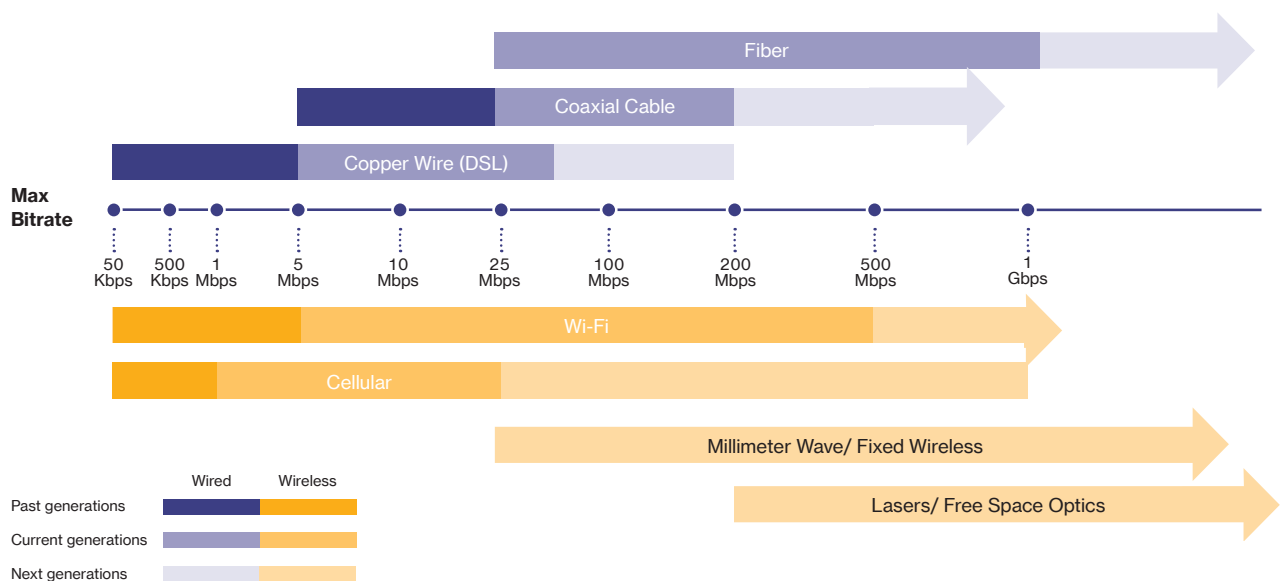 Fiber
Coaxial Cable
Copper Wire (DSL)
Max
Bitrate
50
Kbps
500
Kbps
1
Mbps
5
Mbps
10
Mbps
25
Mbps
100
Mbps
200
Mbps
500
Mbps
1
Gbps
Wi-Fi
Cellular
Millimeter Wave/ Fixed Wireless
Lasers/ Free Space Optics
Wired Wireless
Past generations
Current generations
Next generations